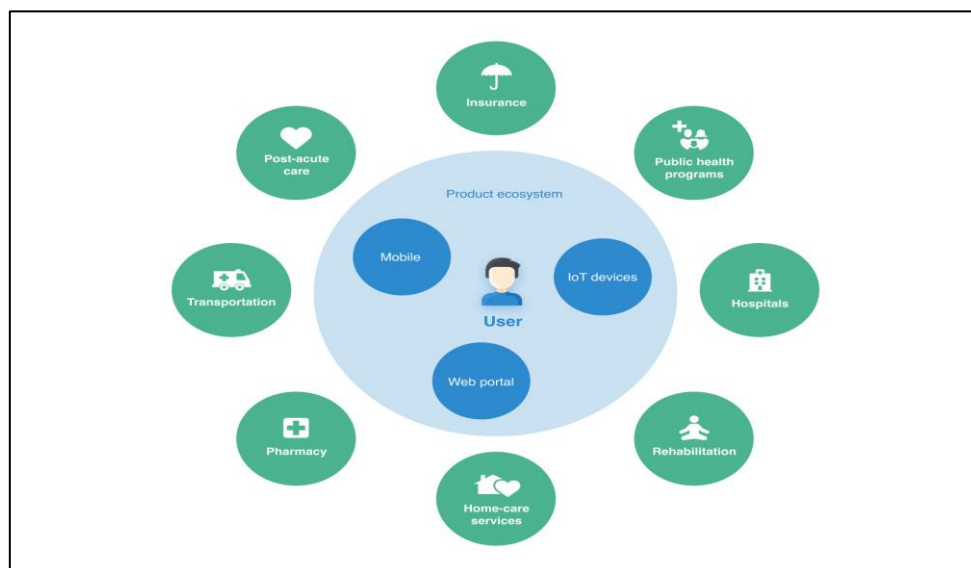 Insurance
Public health
programs
Hospitals
Rehabilitation
Home-care
services
Pharmacy
Transportation
Post-acute
care
Product ecosystem
Mobile
IoT devices
User
Web portal